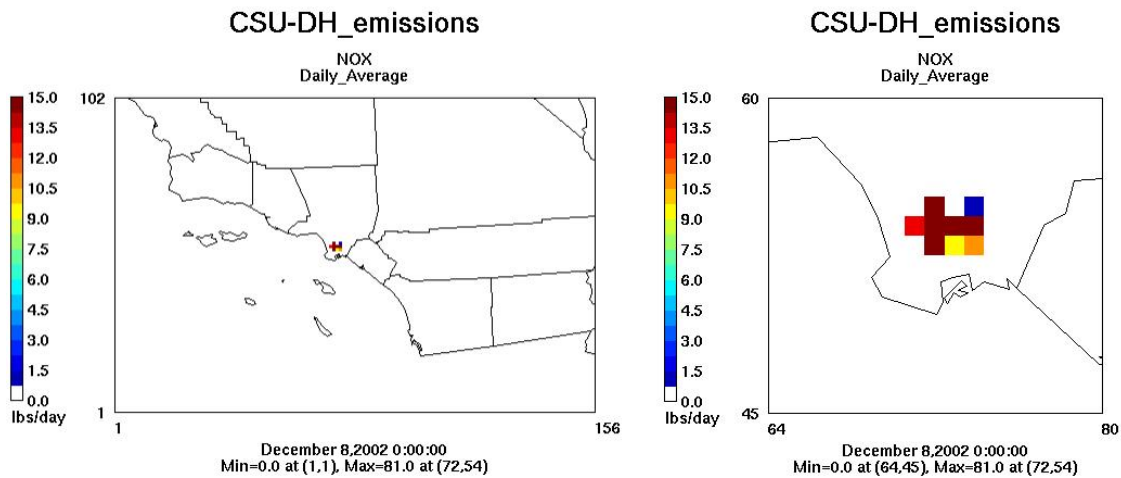 CSU-DH_emissions
NOX
Daily_Average
15.0
13.5
12.0
10.5
9.0
7.5
6.0
4.5
3.0
1.5
0.0
lbs/day
102
1
1
156
December 8,2002 0:00:00
Min=0.0 at (1,1), Max=81.0 at (72,54)
CSU-DH_emissions
NOX
Daily_Average
15.0
13.5
12.0
10.5
9.0
7.5
6.0
4.5
3.0
1.5
0.0
lbs/day
60
45
64
80
December 8,2002 0:00:00
Min=0.0 at (64,45), Max=81.0 at (72,54)